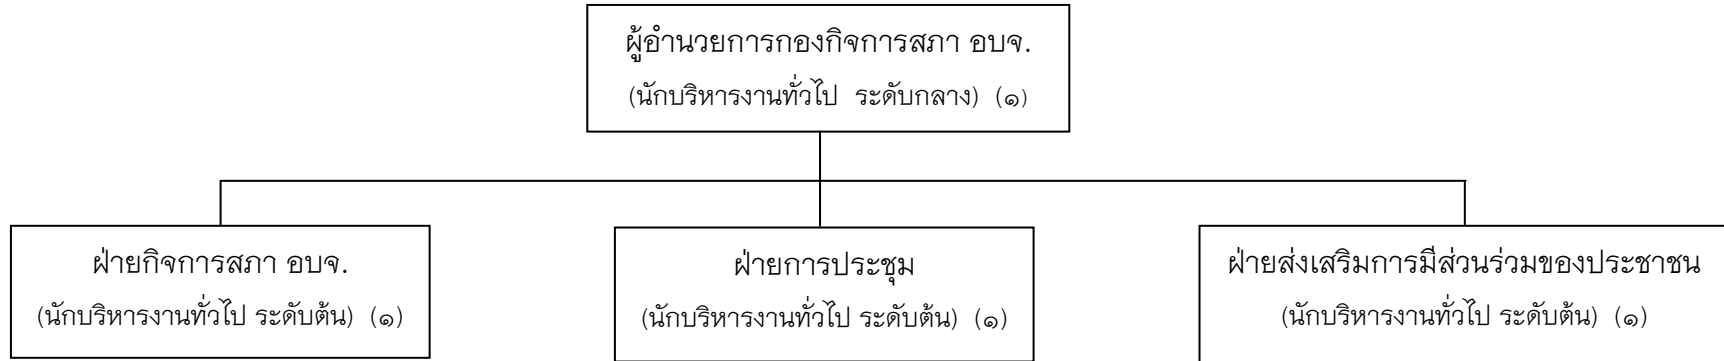 ผู้อำนวยการกองกิจการสภา อบจ.
(นักบริหารงานทั่วไป ระดับกลาง) (๑)
ฝ่ายกิจการสภา อบจ.
(นักบริหารงานทั่วไป ระดับต้น) (๑)
ฝ่ายการประชุม
(นักบริหารงานทั่วไป ระดับต้น) (๑)
ฝ่ายส่งเสริมการมีส่วนร่วมของประชาชน
(นักบริหารงานทั่วไป ระดับต้น) (๑)